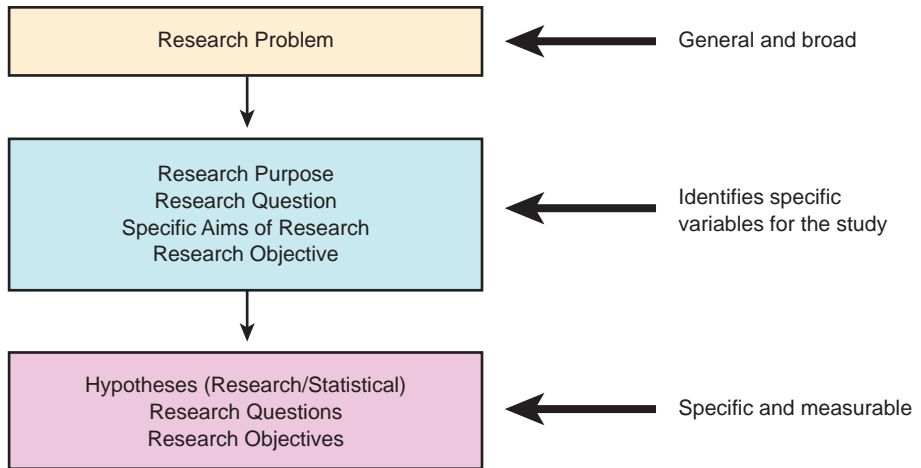 Research Problem
General and broad
Research Purpose
Research Question
Specific Aims of Research
Research Objective
Identifies specific
variables for the study
Hypotheses (Research/Statistical)
Research Questions
Research Objectives
Specific and measurable